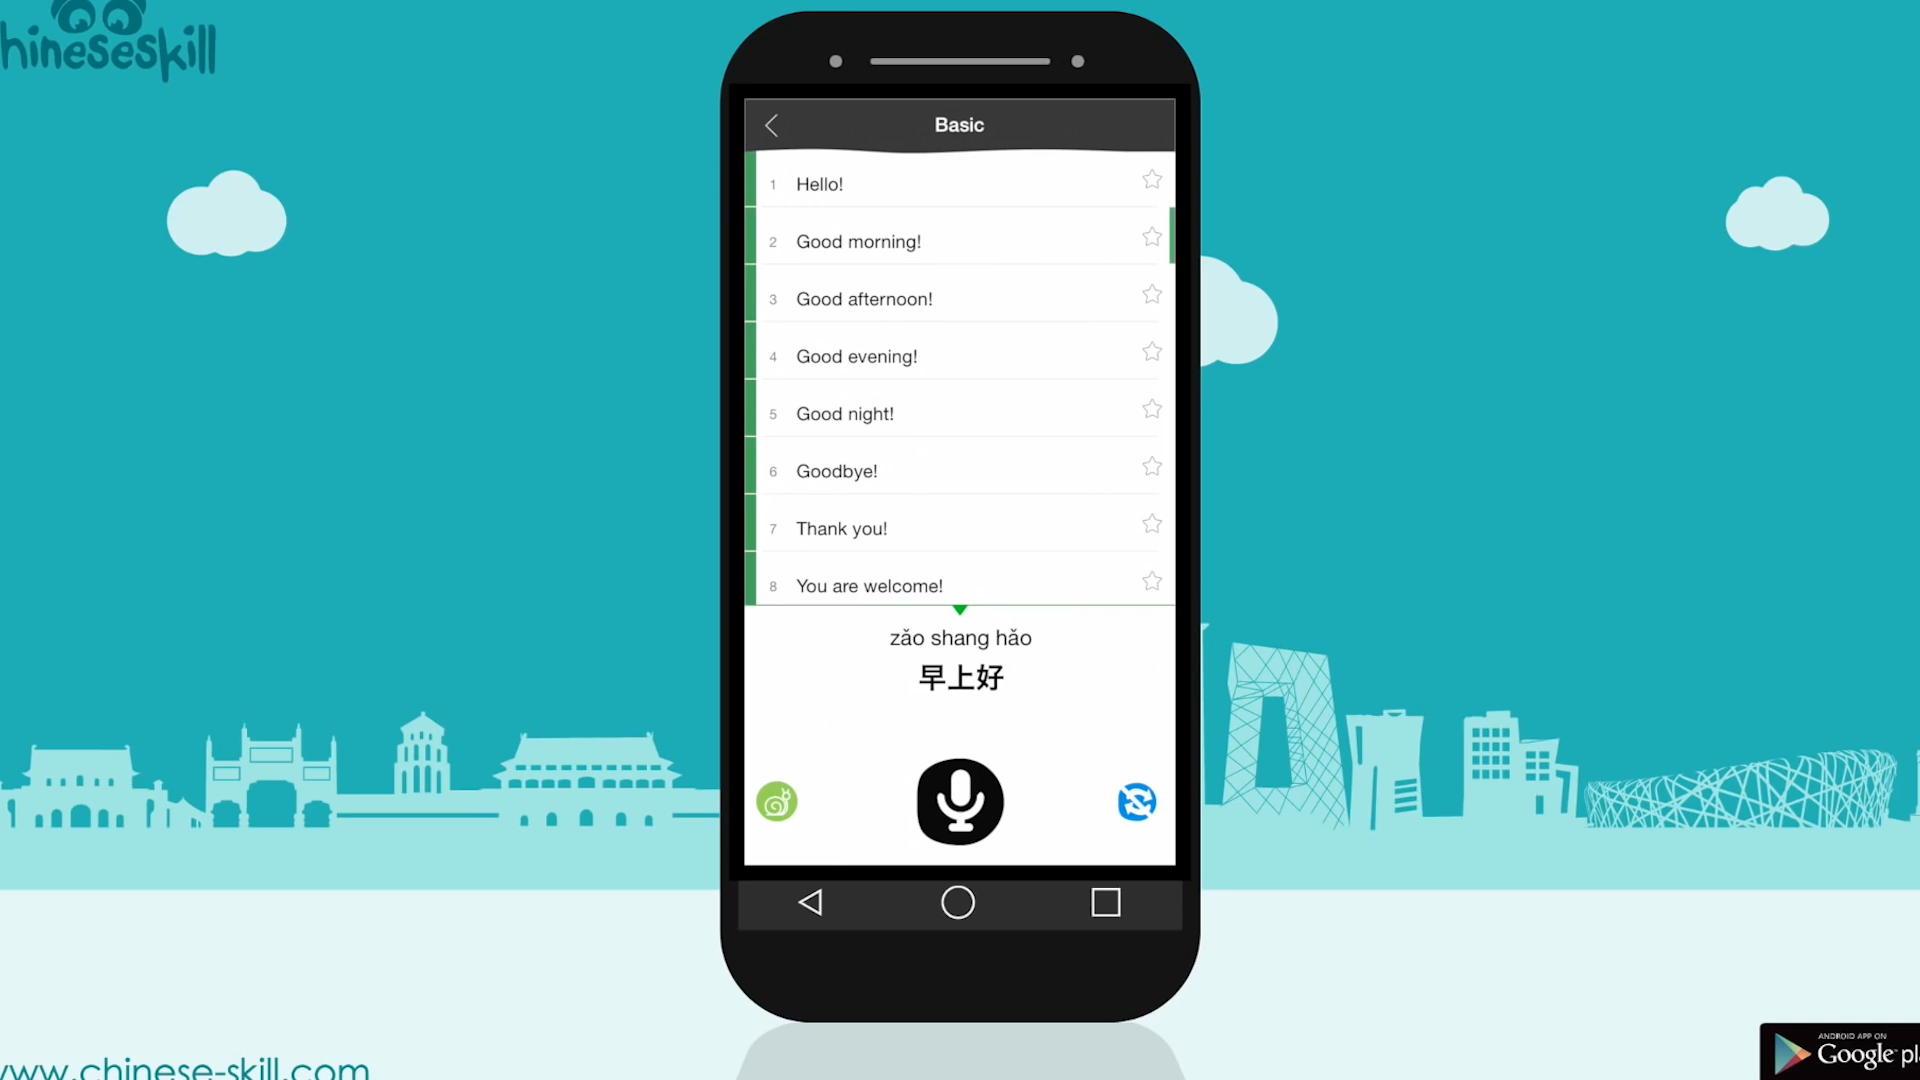 hineseskill
Basic
1 Hello!
2 Good morning!
3 Good afternoon!
4 Good evening!
5 Good night!
6 Goodbye!
7 Thank you!
8 You are welcome!
zǎo shang hǎo
早上好
www.chinese-skill.com
ANDROID APP ON
Google pla